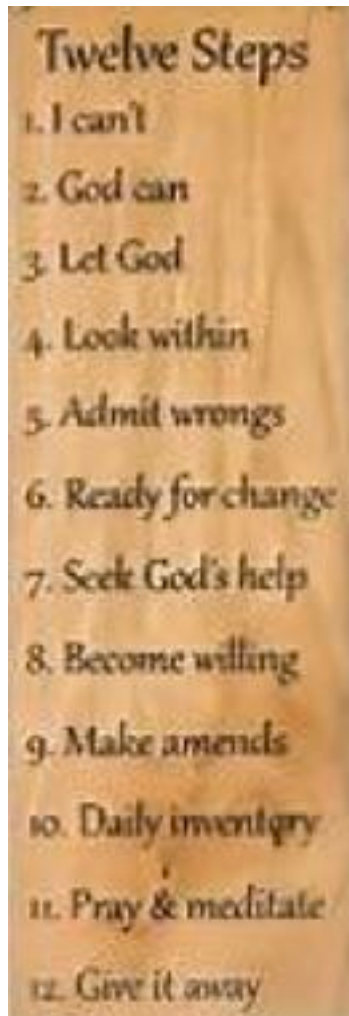 Twelve Steps
1. I can't
2. God can
3. Let God
4. Look within
5. Admit wrongs
6. Ready for change
7. Seek God's help
8. Become willing
9. Make amends
10. Daily inventory
11. Pray & meditate
12. Give it away